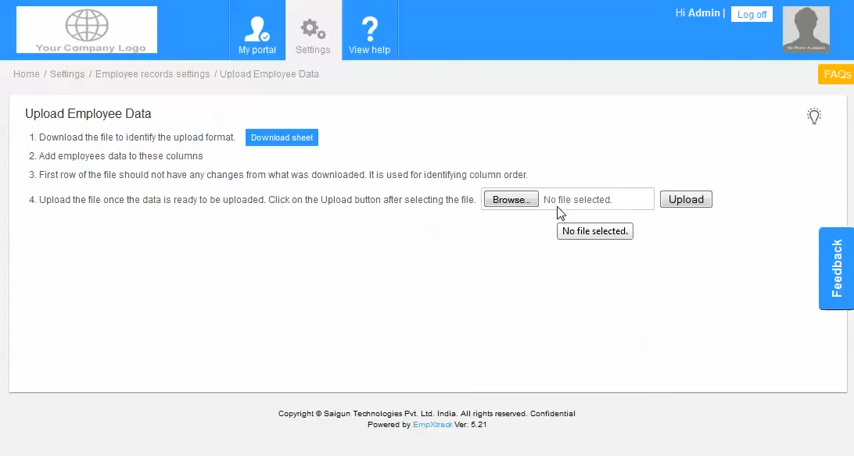 Your Company Logo
My portal
Settings
View help
Hi Admin |
Log off
No Photo Available
Home / Settings / Employee records settings / Upload Employee Data
FAQs
Upload Employee Data
1. Download the file to identify the upload format. Download sheet
2. Add employees data to these columns
3. First row of the file should not have any changes from what was downloaded. It is used for identifying column order.
4. Upload the file once the data is ready to be uploaded. Click on the Upload button after selecting the file. Browse... No file selected. Upload
No file selected.
Feedback
Copyright © Saigun Technologies Pvt. Ltd. India. All rights reserved. Confidential
Powered by EmpXtrack Ver: 5.21